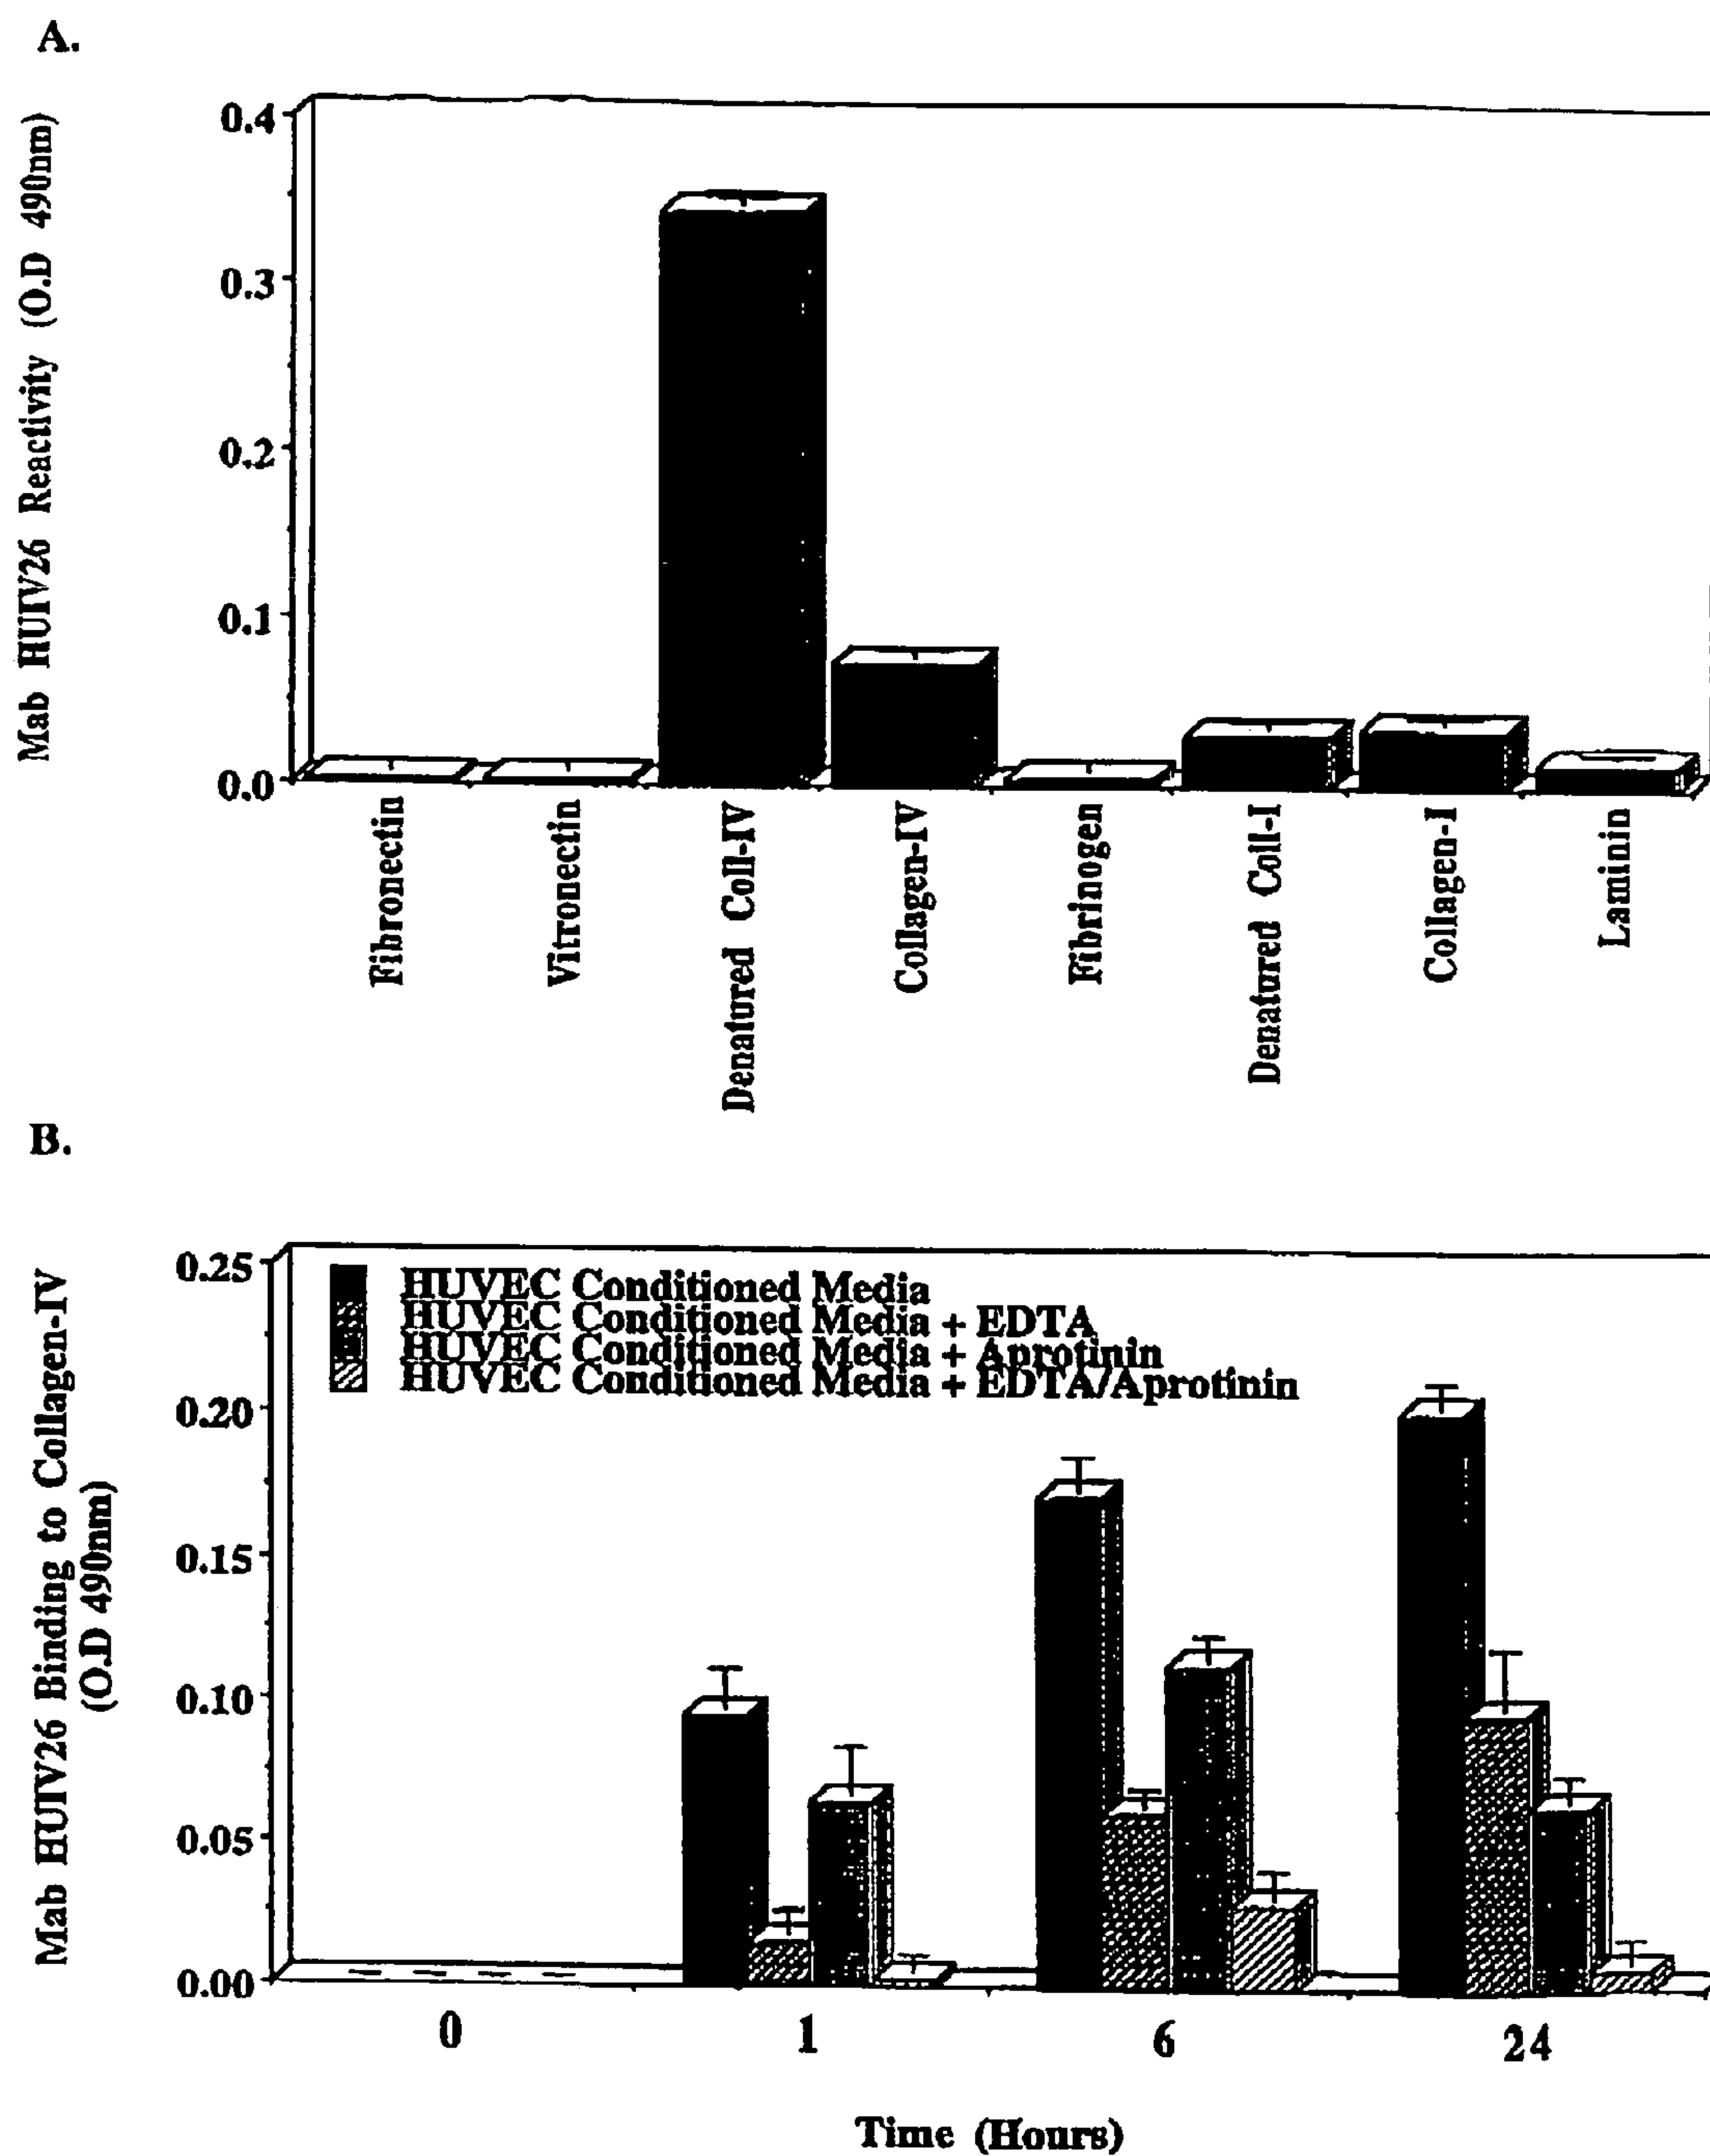 A.
Mab HUIV26 Reactivity (O.D 490nm)
0.4
0.3
0.2
0.1
0.0
Fibronectin
Vitronectin
Denatured Coll-IV
Collagen-IV
Fibrinogen
Denatured Coll-I
Collagen-I
Laminin
B.
Mab HUIV26 Binding to Collagen-IV
(O.D 490nm)
0.25
0.20
0.15
0.10
0.05
0.00
HUVEC Conditioned Media
HUVEC Conditioned Media + EDTA
HUVEC Conditioned Media + Aprotinin
HUVEC Conditioned Media + EDTA/Aprotinin
0
1
6
24
Time (Hours)